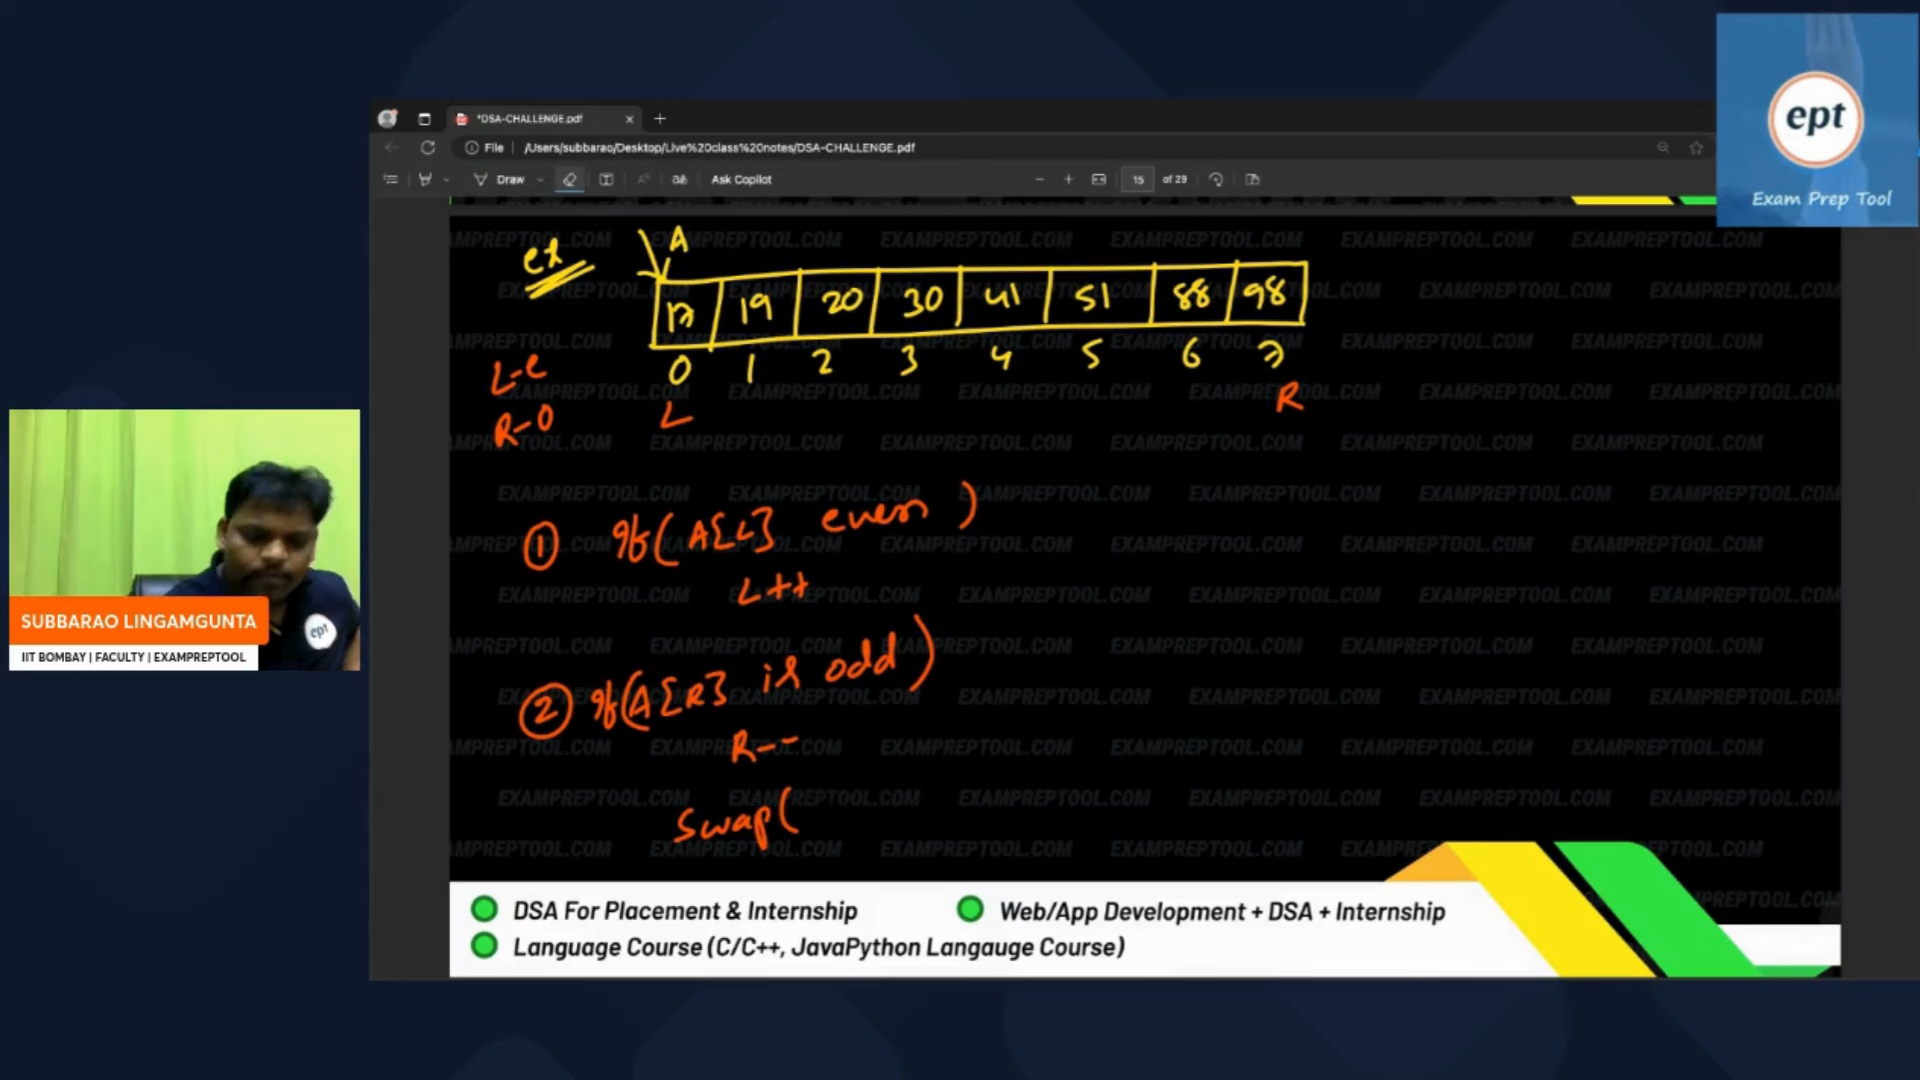 *DSA-CHALLENGE.pdf
File | /Users/subbarao/Desktop/Live%20class%20notes/DSA-CHALLENGE.pdf
Draw
Ask Copilot
15 of 29
ept
Exam Prep Tool
ex
A
17 19 20 30 41 51 88 98
0 1 2 3 4 5 6 7
L-e
R-0
L
R
① if(A[L] even)
L++
② if(A[R] is odd)
R--
Swap(
EXAMPREPTOOL.COM
SUBBARAO LINGAMGUNTA
IIT BOMBAY | FACULTY | EXAMPREPTOOL
ept
DSA For Placement & Internship
Web/App Development + DSA + Internship
Language Course (C/C++, JavaPython Langauge Course)